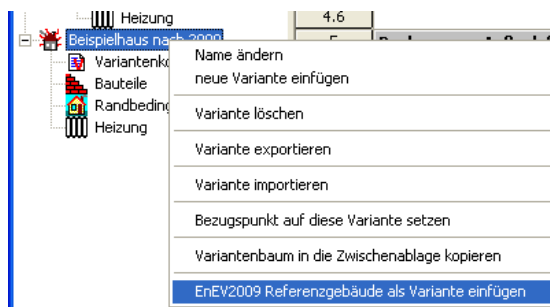 Heizung
4.6
Beispielhaus nach 2009
Variantenko
Bauteile
Randbeding
Heizung
Name ändern
neue Variante einfügen
Variante löschen
Variante exportieren
Variante importieren
Bezugspunkt auf diese Variante setzen
Variantenbaum in die Zwischenablage kopieren
EnEV2009 Referenzgebäude als Variante einfügen